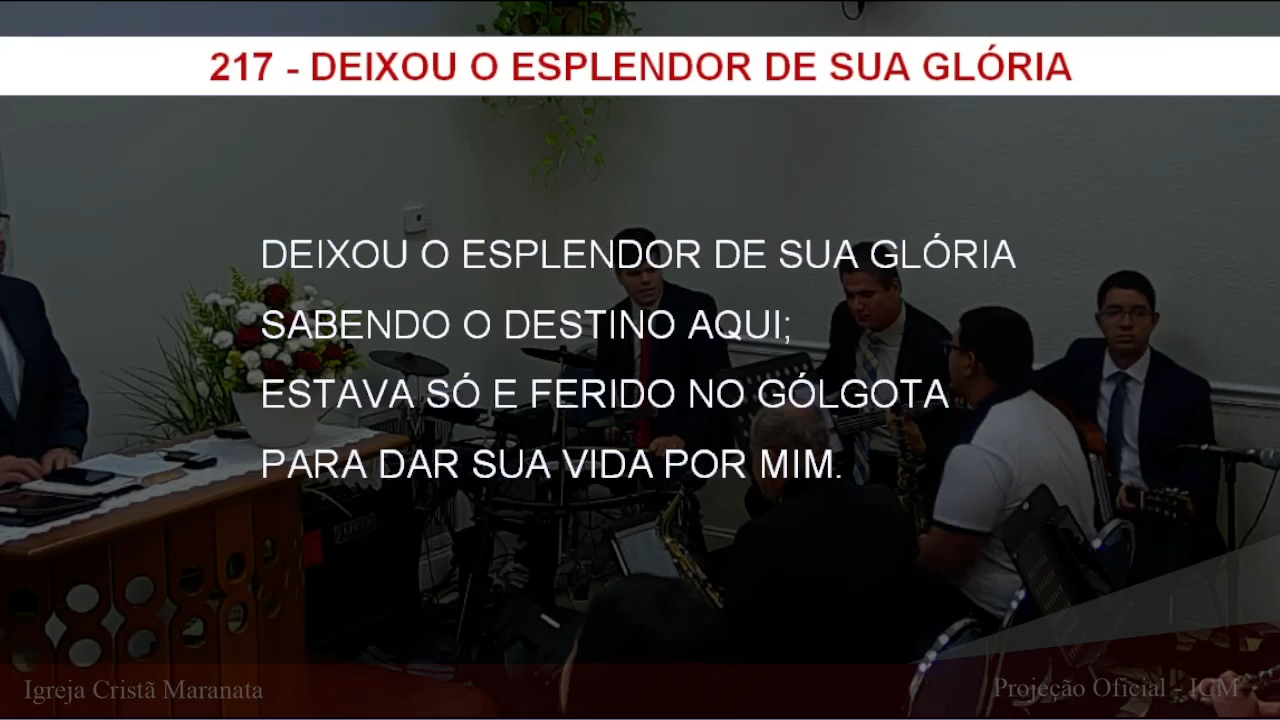 217 - DEIXOU O ESPLENDOR DE SUA GLÓRIA
DEIXOU O ESPLENDOR DE SUA GLÓRIA
SABENDO O DESTINO AQUI;
ESTAVA SÓ E FERIDO NO GÓLGOTA
PARA DAR SUA VIDA POR MIM.
Igreja Cristã Maranata
Projeção Oficial - ICM